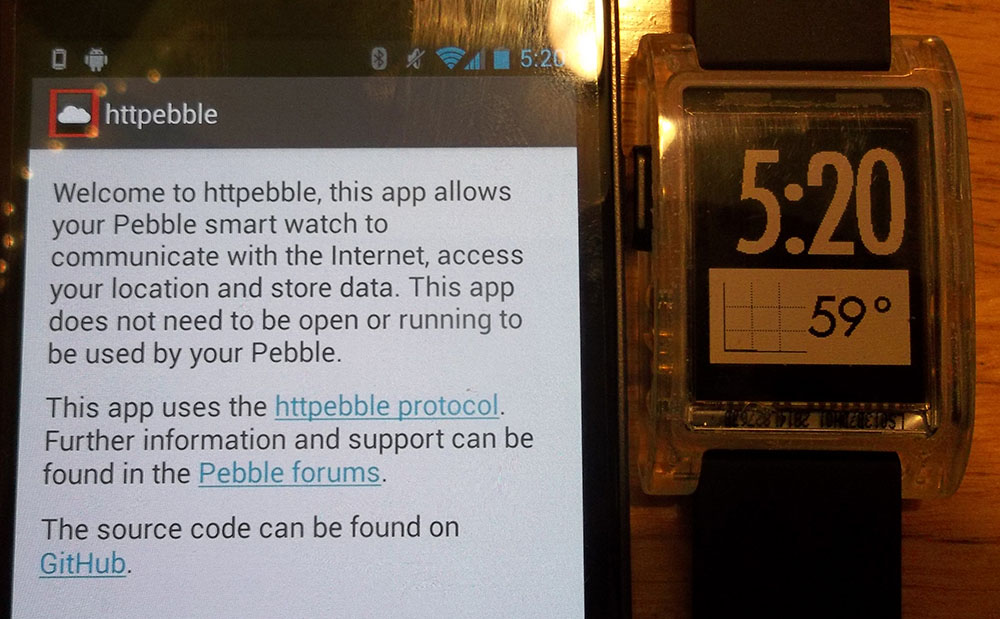 5:20
httpebble
Welcome to httpebble, this app allows
your Pebble smart watch to
communicate with the Internet, access
your location and store data. This app
does not need to be open or running to
be used by your Pebble.
This app uses the httpebble protocol.
Further information and support can be
found in the Pebble forums.
The source code can be found on
GitHub.
5:20
59°